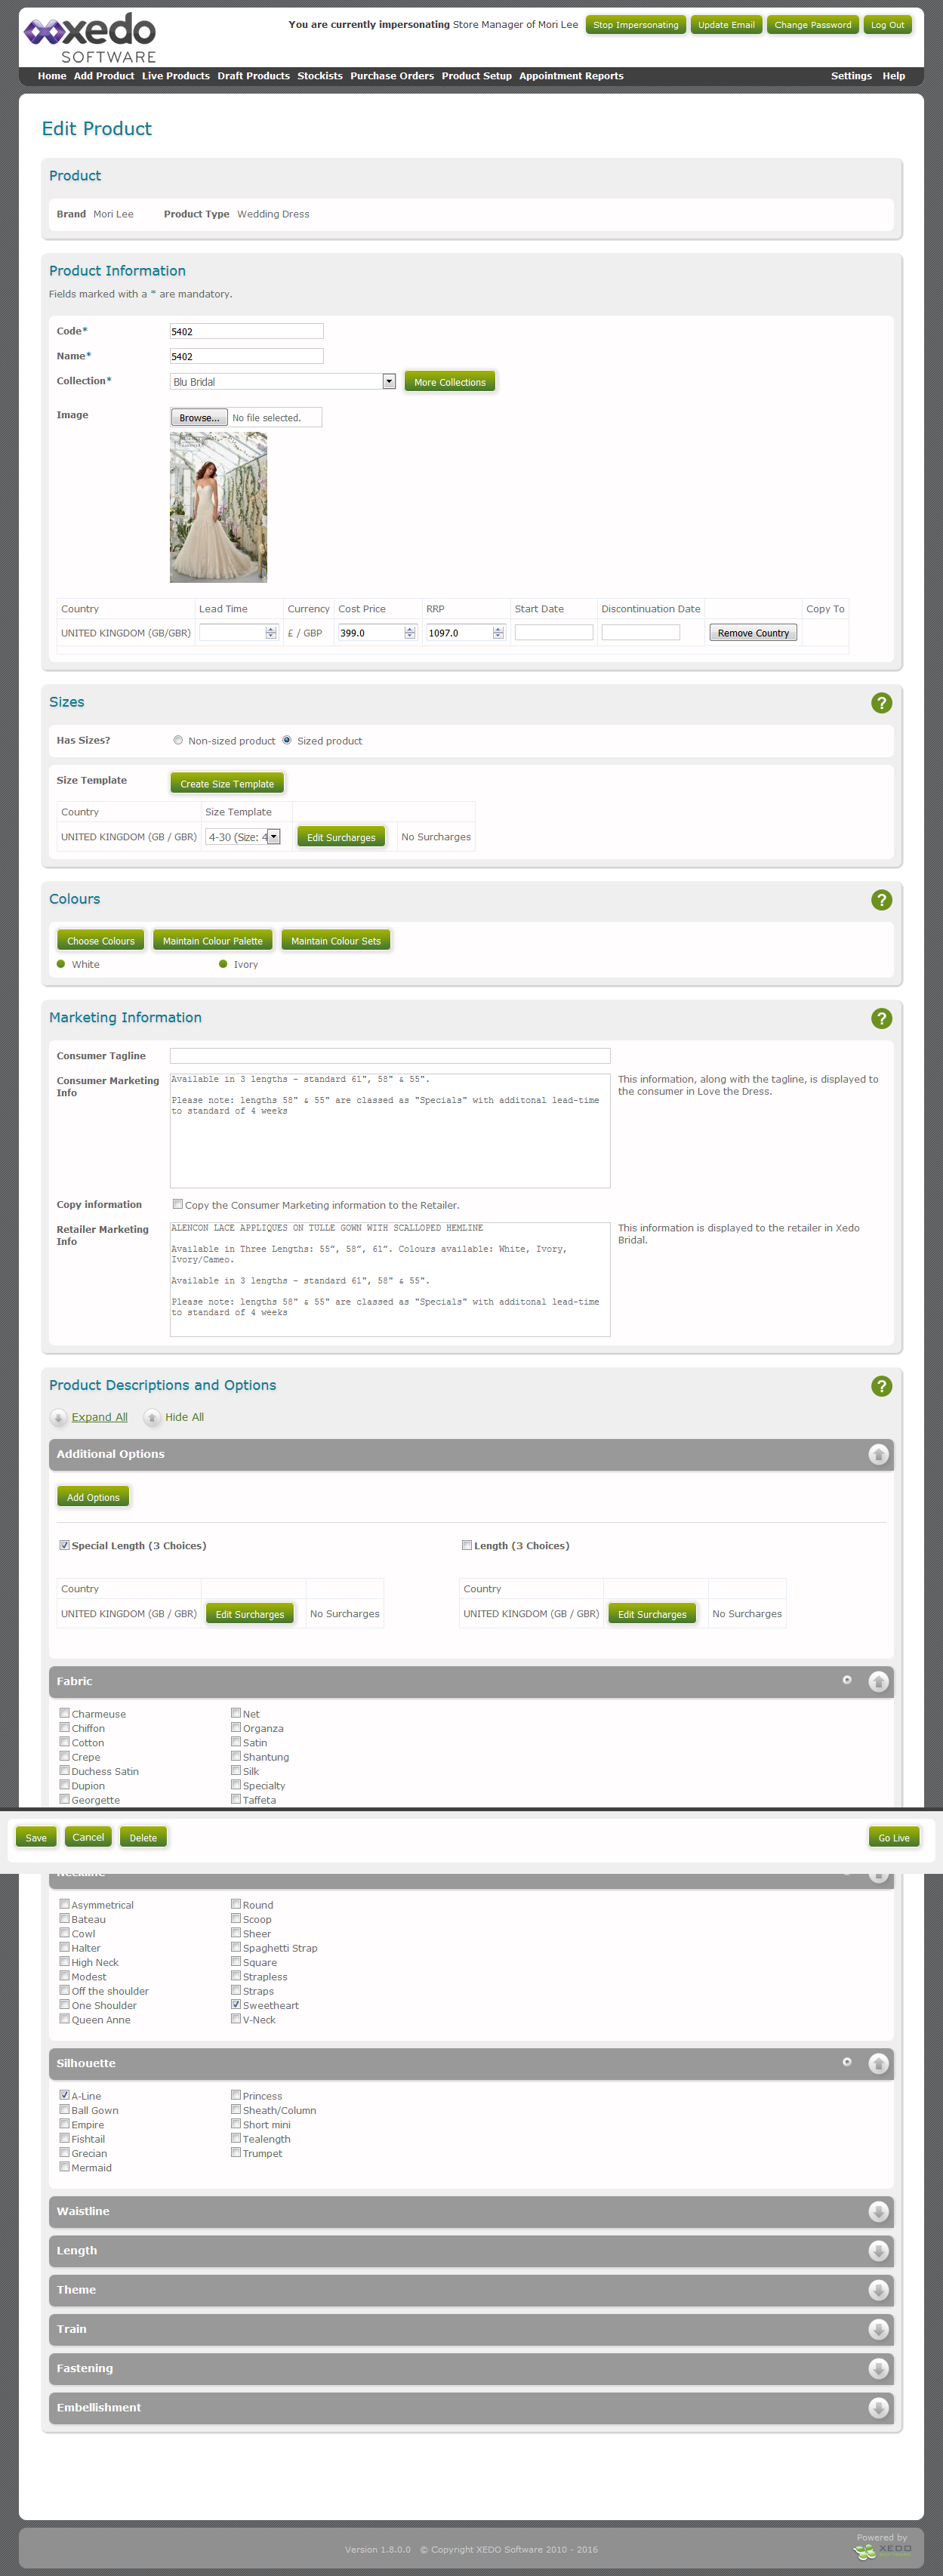 xedo
SOFTWARE
You are currently impersonating Store Manager of Mori Lee Stop Impersonating Update Email Change Password Log Out
Home Add Product Live Products Draft Products Stockists Purchase Orders Product Setup Appointment Reports Settings Help
Edit Product
Product
Brand Mori Lee Product Type Wedding Dress
Product Information
Fields marked with a * are mandatory.
Code* 5402
Name* 5402
Collection* Blu Bridal More Collections
Image Browse... No file selected.
Country Lead Time Currency Cost Price RRP Start Date Discontinuation Date Copy To
UNITED KINGDOM (GB/GBR) £ / GBP 399.0 1097.0 Remove Country
Sizes ?
Has Sizes? Non-sized product Sized product
Size Template Create Size Template
Country Size Template
UNITED KINGDOM (GB / GBR) 4-30 (Size: 4 Edit Surcharges No Surcharges
Colours ?
Choose Colours Maintain Colour Palette Maintain Colour Sets
White Ivory
Marketing Information ?
Consumer Tagline
Consumer Marketing Info
Available in 3 lengths - standard 61", 58" & 55".
Please note: lengths 58" & 55" are classed as "Specials" with additonal lead-time
to standard of 4 weeks
This information, along with the tagline, is displayed to
the consumer in Love the Dress.
Copy information Copy the Consumer Marketing information to the Retailer.
Retailer Marketing Info
ALENCON LACE APPLIQUES ON TULLE GOWN WITH SCALLOPED HEMLINE
Available in Three Lengths: 55”, 58”, 61”. Colours available: White, Ivory,
Ivory/Cameo.
Available in 3 lengths - standard 61", 58" & 55".
Please note: lengths 58" & 55" are classed as "Specials" with additonal lead-time
to standard of 4 weeks
This information is displayed to the retailer in Xedo
Bridal.
Product Descriptions and Options ?
Expand All Hide All
Additional Options
Add Options
Special Length (3 Choices) Length (3 Choices)
Country Country
UNITED KINGDOM (GB / GBR) Edit Surcharges No Surcharges UNITED KINGDOM (GB / GBR) Edit Surcharges No Surcharges
Fabric
Charmeuse Net
Chiffon Organza
Cotton Satin
Crepe Shantung
Duchess Satin Silk
Dupion Specialty
Georgette Taffeta
Save Cancel Delete Go Live
Neckline
Asymmetrical Round
Bateau Scoop
Cowl Sheer
Halter Spaghetti Strap
High Neck Square
Modest Strapless
Off the shoulder Straps
One Shoulder Sweetheart
Queen Anne V-Neck
Silhouette
A-Line Princess
Ball Gown Sheath/Column
Empire Short mini
Fishtail Tealength
Grecian Trumpet
Mermaid
Waistline
Length
Theme
Train
Fastening
Embellishment
Powered by
Version 1.8.0.0 © Copyright XEDO Software 2010 - 2016
XEDO